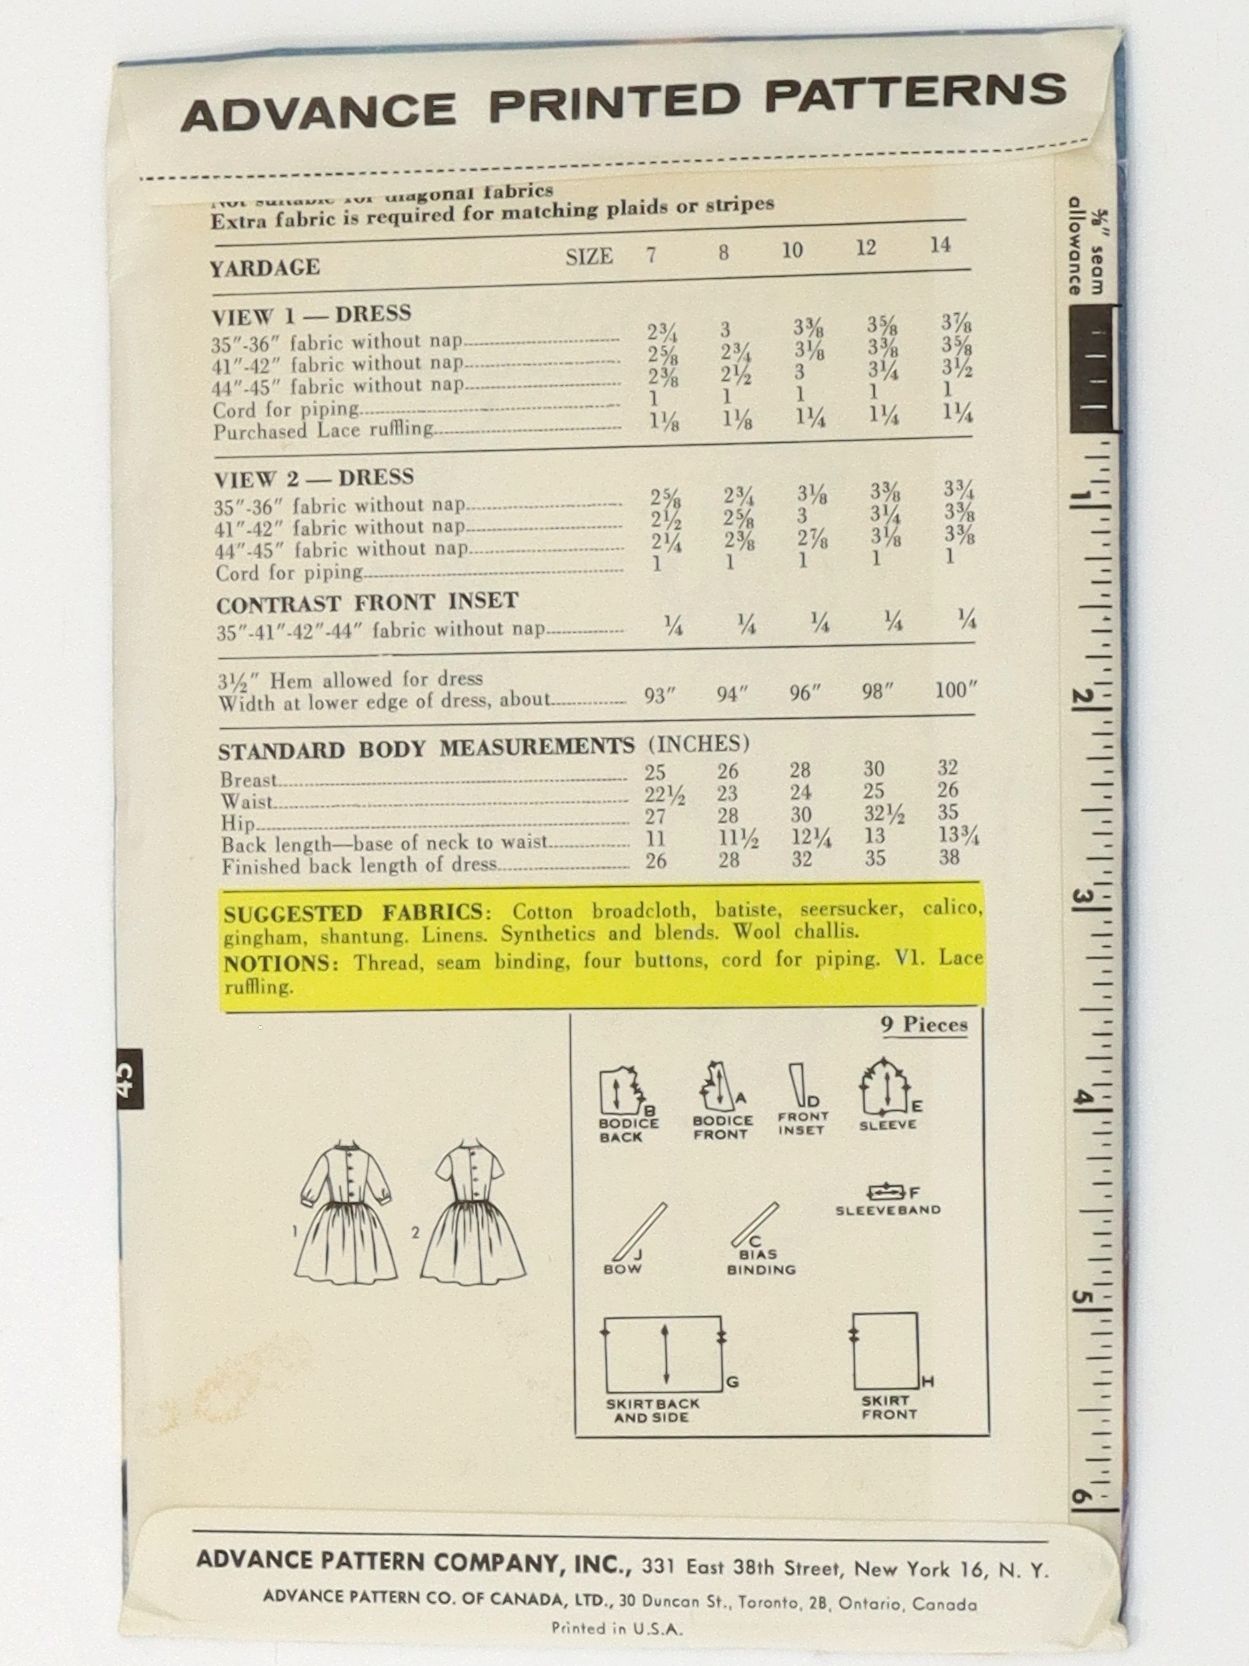 ADVANCE PRINTED PATTERNS
Not suitable for diagonal fabrics
Extra fabric is required for matching plaids or stripes
YARDAGE SIZE 7 8 10 12 14
VIEW 1 — DRESS
35"-36" fabric without nap 2¾ 3 3⅜ 3⅝ 3⅞
41"-42" fabric without nap 2⅝ 2¾ 3⅛ 3⅜ 3⅝
44"-45" fabric without nap 2⅜ 2½ 3 3¼ 3½
Cord for piping 1 1 1 1 1
Purchased Lace ruffling 1⅛ 1⅛ 1¼ 1¼ 1¼
VIEW 2 — DRESS
35"-36" fabric without nap 2⅝ 2¾ 3⅛ 3⅜ 3¾
41"-42" fabric without nap 2½ 2⅝ 3 3¼ 3⅜
44"-45" fabric without nap 2¼ 2⅜ 2⅞ 3⅛ 3⅜
Cord for piping 1 1 1 1 1
CONTRAST FRONT INSET
35"-41"-42"-44" fabric without nap ¼ ¼ ¼ ¼ ¼
3½" Hem allowed for dress
Width at lower edge of dress, about 93" 94" 96" 98" 100"
STANDARD BODY MEASUREMENTS (INCHES)
Breast 25 26 28 30 32
Waist 22½ 23 24 25 26
Hip 27 28 30 32½ 35
Back length—base of neck to waist 11 11½ 12¼ 13 13¾
Finished back length of dress 26 28 32 35 38
SUGGESTED FABRICS: Cotton broadcloth, batiste, seersucker, calico,
gingham, shantung. Linens. Synthetics and blends. Wool challis.
NOTIONS: Thread, seam binding, four buttons, cord for piping. V1. Lace
ruffling.
45
1 2
9 Pieces
B A D E
BODICE BACK
BODICE FRONT
FRONT INSET
SLEEVE
F
SLEEVEBAND
J
BOW
C
BIAS BINDING
G
SKIRT BACK
AND SIDE
H
SKIRT
FRONT
⅝" seam
allowance
1
2
3
4
5
6
ADVANCE PATTERN COMPANY, INC., 331 East 38th Street, New York 16, N. Y.
ADVANCE PATTERN CO. OF CANADA, LTD., 30 Duncan St., Toronto, 2B, Ontario, Canada
Printed in U.S.A.